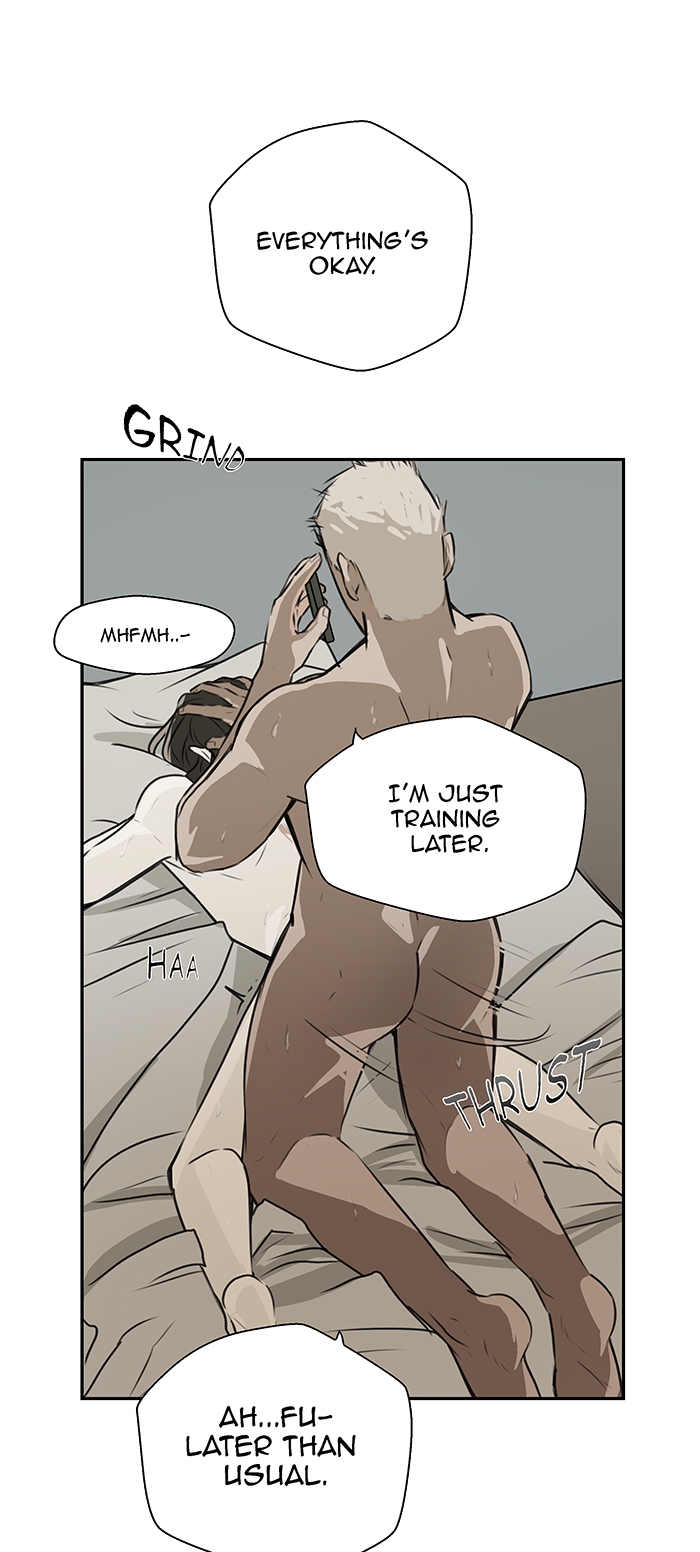 EVERYTHING'S
OKAY.
GRIND
MHFMH..-
I'M JUST
TRAINING
LATER.
HAA
THRUST
AH...FU-
LATER THAN
USUAL.